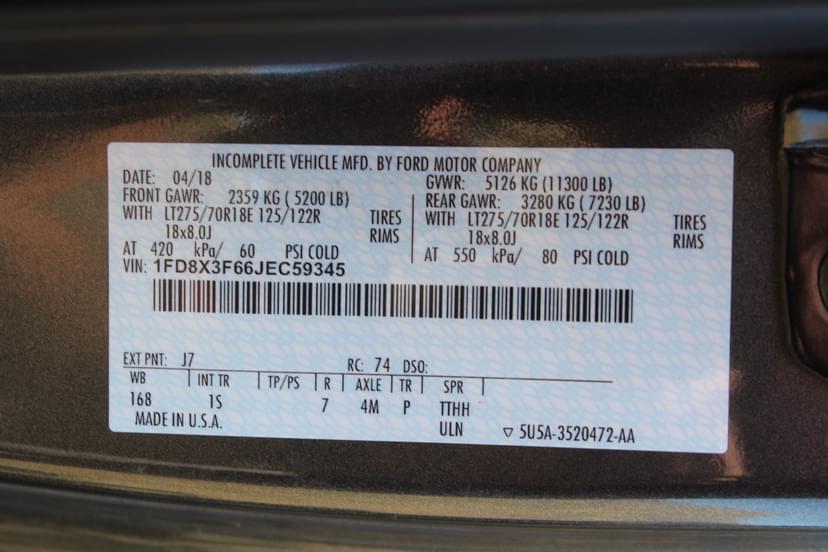 INCOMPLETE VEHICLE MFD. BY FORD MOTOR COMPANY
DATE: 04/18 GVWR: 5126 KG (11300 LB)
FRONT GAWR: 2359 KG ( 5200 LB) REAR GAWR: 3280 KG ( 7230 LB)
WITH LT275/70R18E 125/122R TIRES WITH LT275/70R18E 125/122R TIRES
18x8.0J RIMS 18x8.0J RIMS
AT 420 kPa/ 60 PSI COLD AT 550 kPa/ 80 PSI COLD
VIN: 1FD8X3F66JEC59345
EXT PNT: J7 RC: 74 DSO:
WB INT TR TP/PS R AXLE TR SPR
168 1S 7 4M P TTHH
MADE IN U.S.A. ULN ▽ 5U5A-3520472-AA